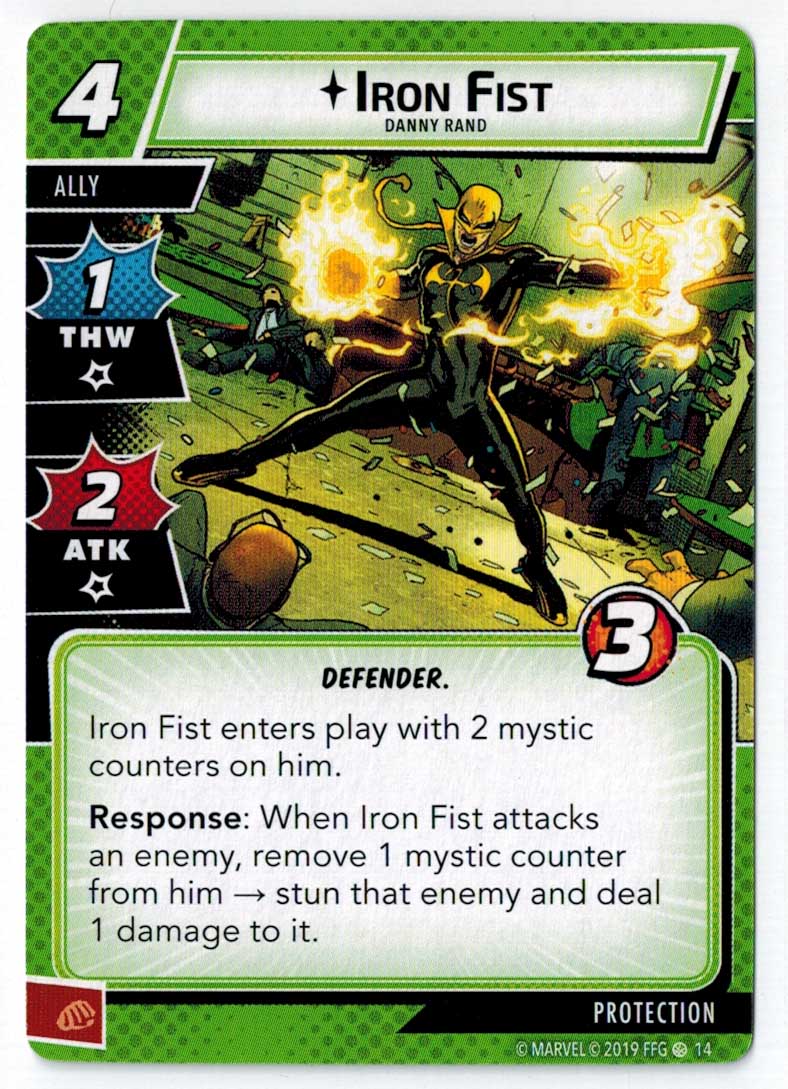 4
IRON FIST
DANNY RAND
ALLY
1
THW
2
ATK
3
DEFENDER.
Iron Fist enters play with 2 mystic
counters on him.
Response: When Iron Fist attacks
an enemy, remove 1 mystic counter
from him → stun that enemy and deal
1 damage to it.
PROTECTION
© MARVEL © 2019 FFG 14